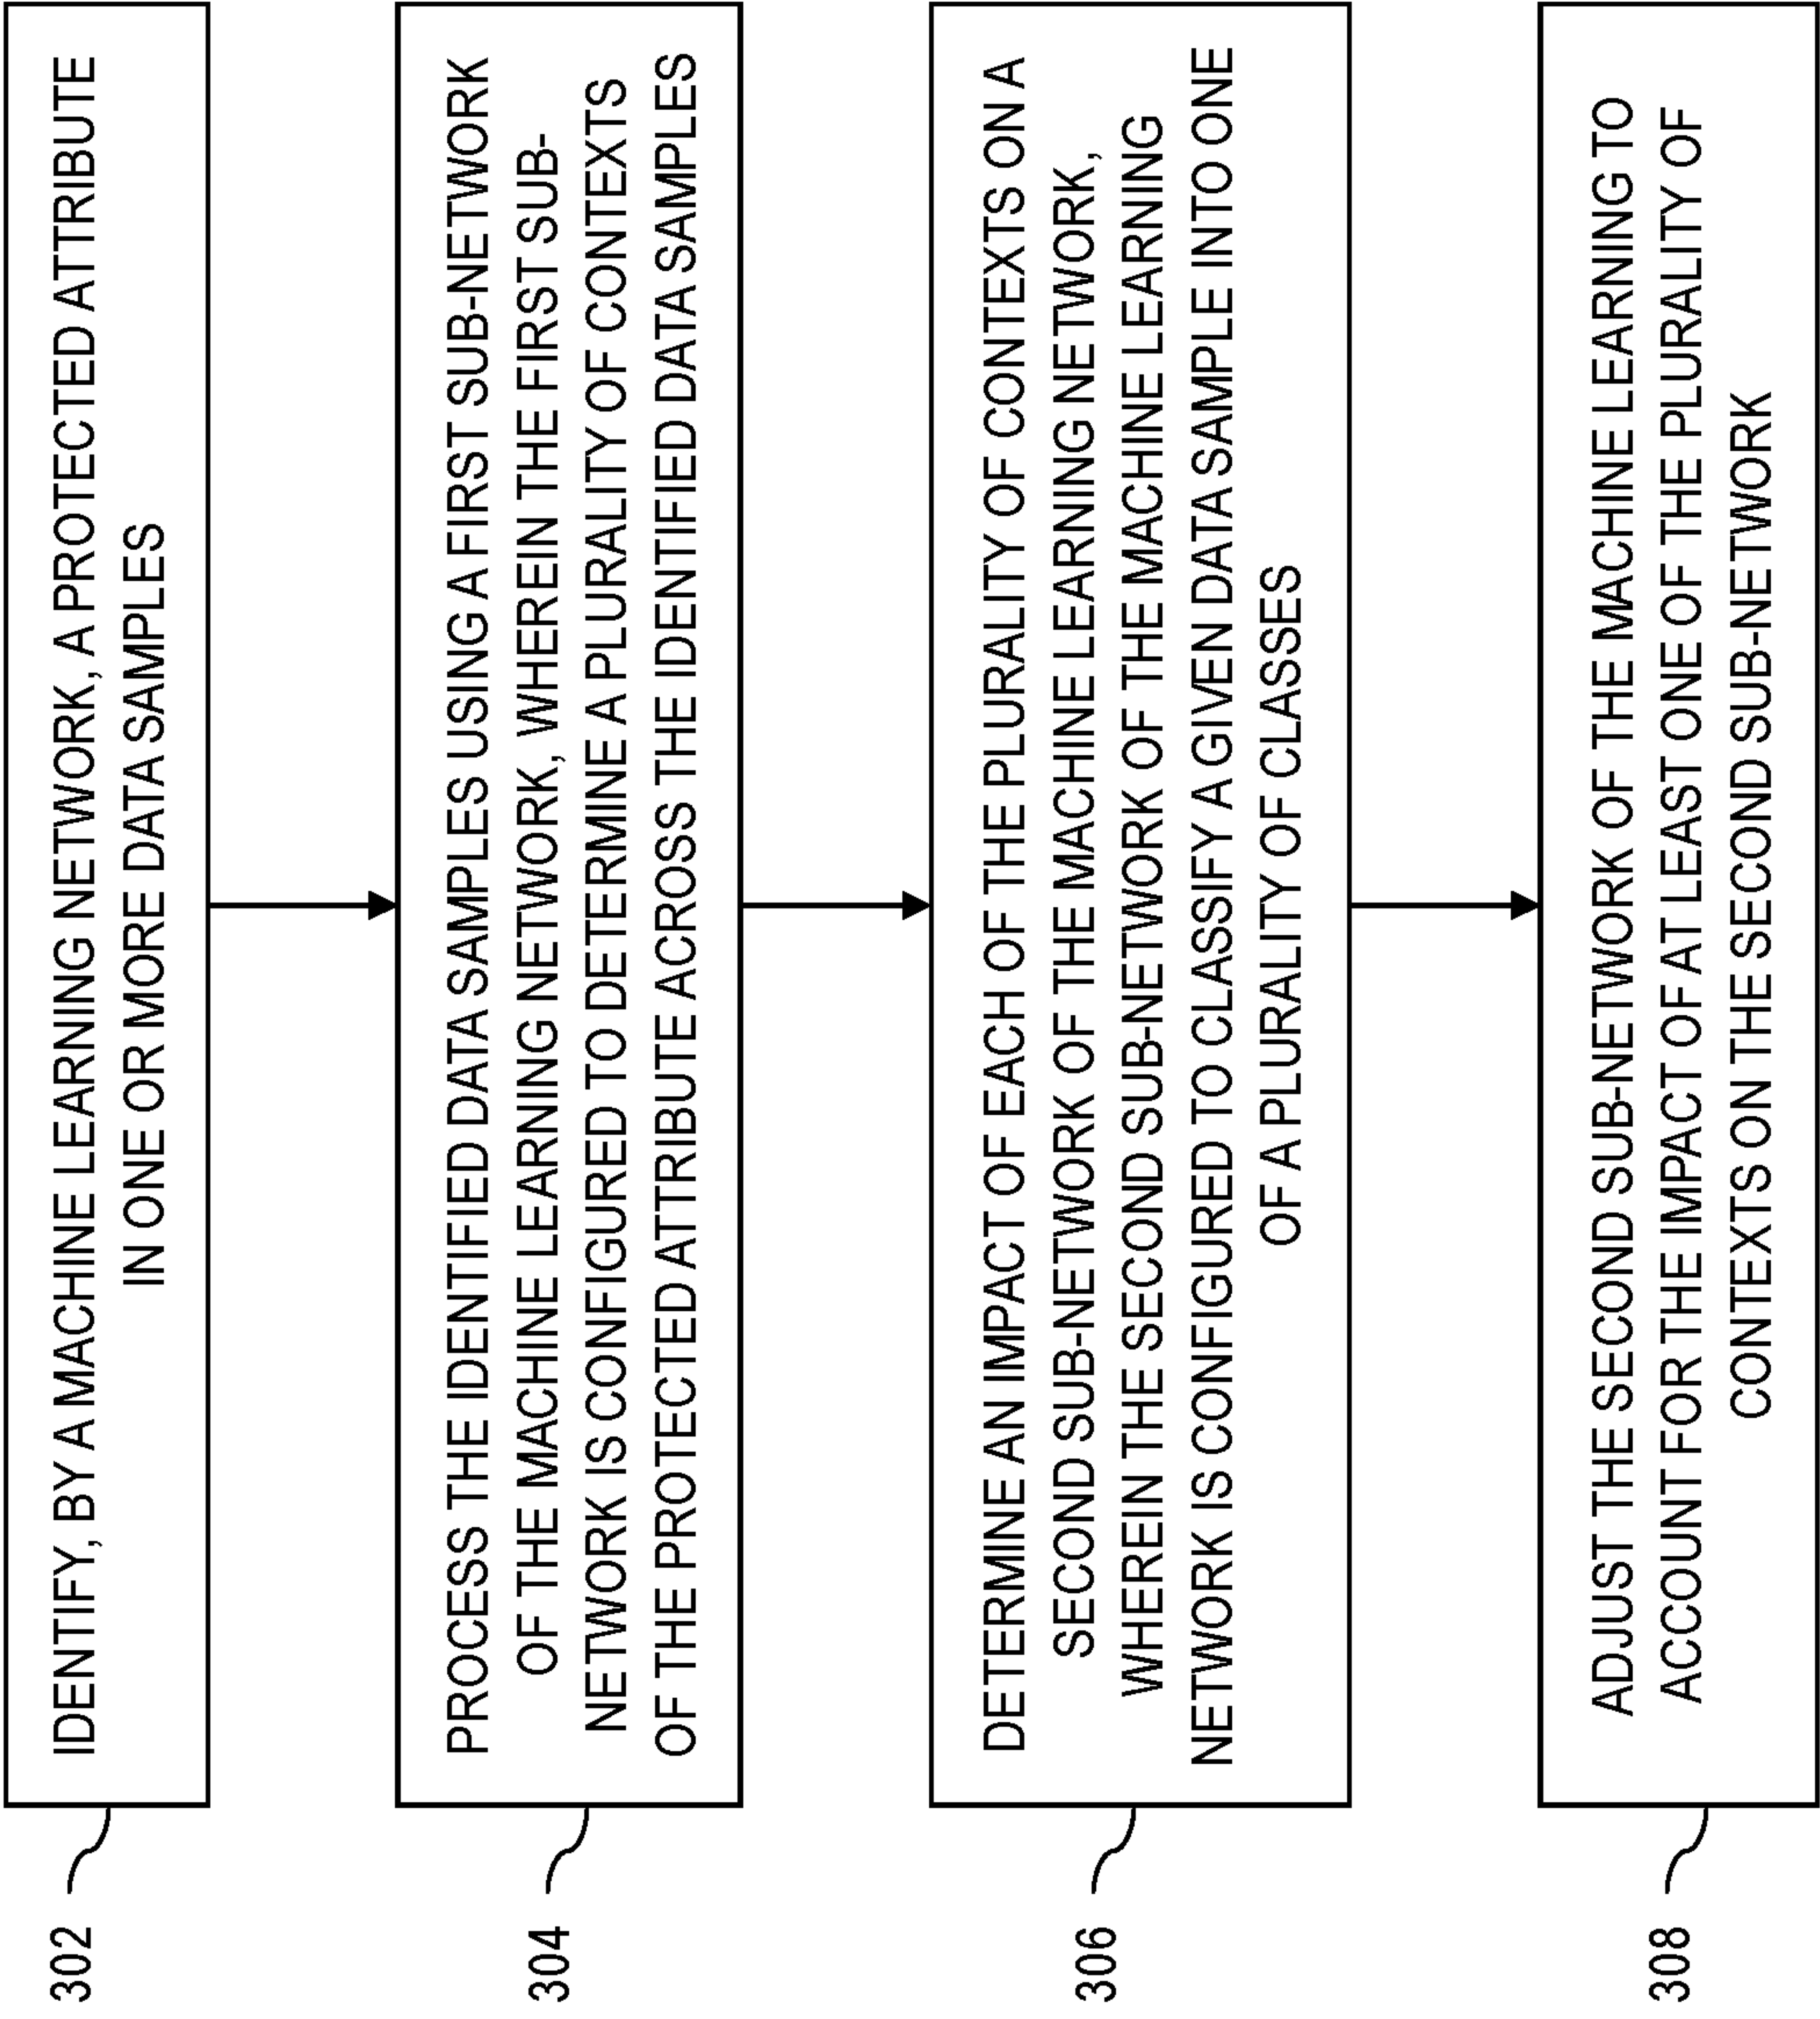 302
IDENTIFY, BY A MACHINE LEARNING NETWORK, A PROTECTED ATTRIBUTE
IN ONE OR MORE DATA SAMPLES
304
PROCESS THE IDENTIFIED DATA SAMPLES USING A FIRST SUB-NETWORK
OF THE MACHINE LEARNING NETWORK, WHEREIN THE FIRST SUB-
NETWORK IS CONFIGURED TO DETERMINE A PLURALITY OF CONTEXTS
OF THE PROTECTED ATTRIBUTE ACROSS THE IDENTIFIED DATA SAMPLES
306
DETERMINE AN IMPACT OF EACH OF THE PLURALITY OF CONTEXTS ON A
SECOND SUB-NETWORK OF THE MACHINE LEARNING NETWORK,
WHEREIN THE SECOND SUB-NETWORK OF THE MACHINE LEARNING
NETWORK IS CONFIGURED TO CLASSIFY A GIVEN DATA SAMPLE INTO ONE
OF A PLURALITY OF CLASSES
308
ADJUST THE SECOND SUB-NETWORK OF THE MACHINE LEARNING TO
ACCOUNT FOR THE IMPACT OF AT LEAST ONE OF THE PLURALITY OF
CONTEXTS ON THE SECOND SUB-NETWORK